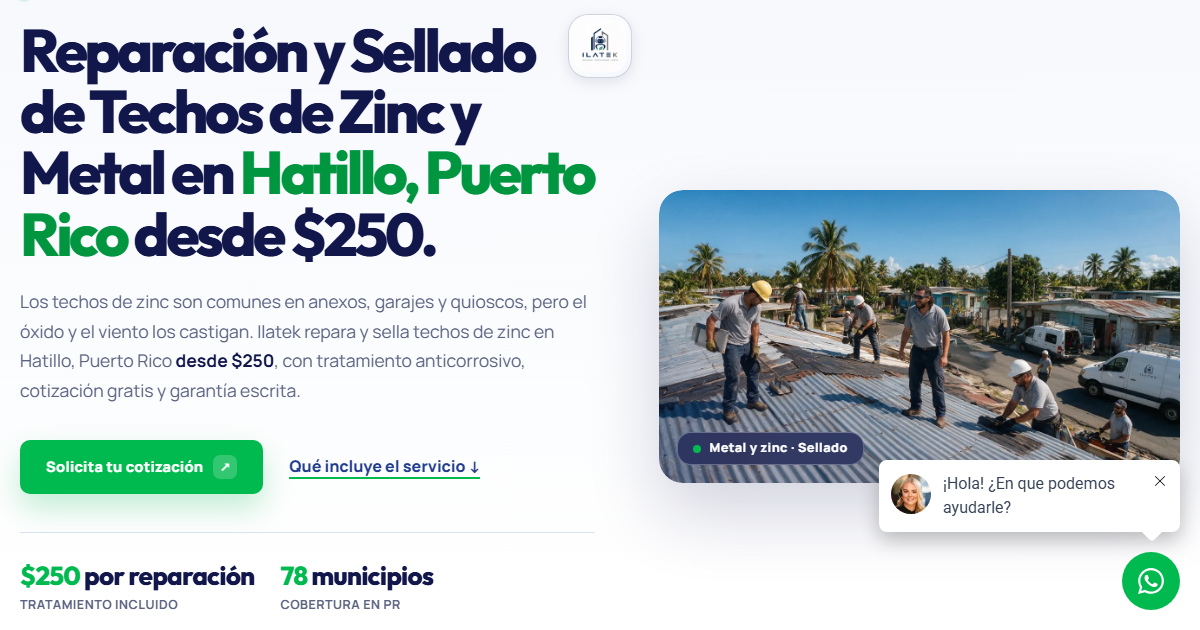 Reparación y Sellado
de Techos de Zinc y
Metal en Hatillo, Puerto
Rico desde $250.
ILATEK
Los techos de zinc son comunes en anexos, garajes y quioscos, pero el
óxido y el viento los castigan. Ilatek repara y sella techos de zinc en
Hatillo, Puerto Rico desde $250, con tratamiento anticorrosivo,
cotización gratis y garantía escrita.
Solicita tu cotización ↗
Qué incluye el servicio ↓
$250 por reparación
TRATAMIENTO INCLUIDO
78 municipios
COBERTURA EN PR
Metal y zinc · Sellado
¡Hola! ¿En que podemos
ayudarle?